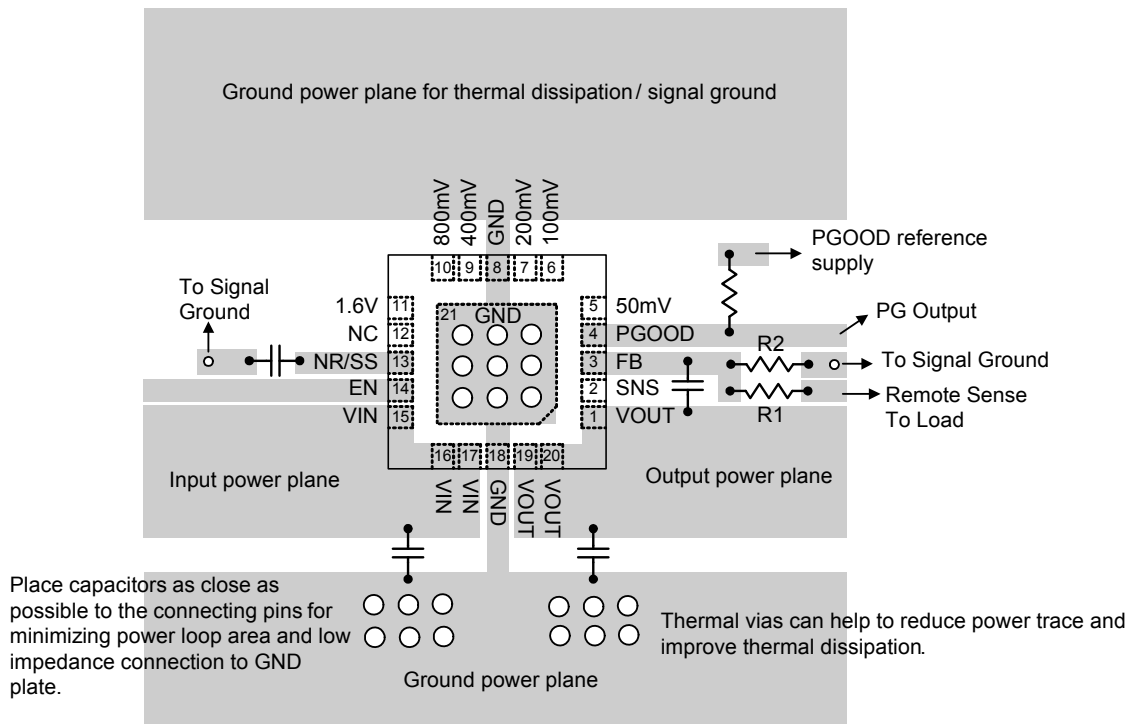 Ground power plane for thermal dissipation / signal ground
800mV
400mV
GND
200mV
100mV
10
9
8
7
6
PGOOD reference
supply
To Signal
Ground
1.6V
11
21
GND
5
50mV
NC
12
4
PGOOD
PG Output
NR/SS
13
3
FB
R2
To Signal Ground
EN
14
2
SNS
Remote Sense
To Load
VIN
15
1
VOUT
R1
16
17
18
19
20
VIN
VIN
GND
VOUT
VOUT
Input power plane
Output power plane
Place capacitors as close as
possible to the connecting pins for
minimizing power loop area and low
impedance connection to GND
plate.
Thermal vias can help to reduce power trace and
improve thermal dissipation.
Ground power plane